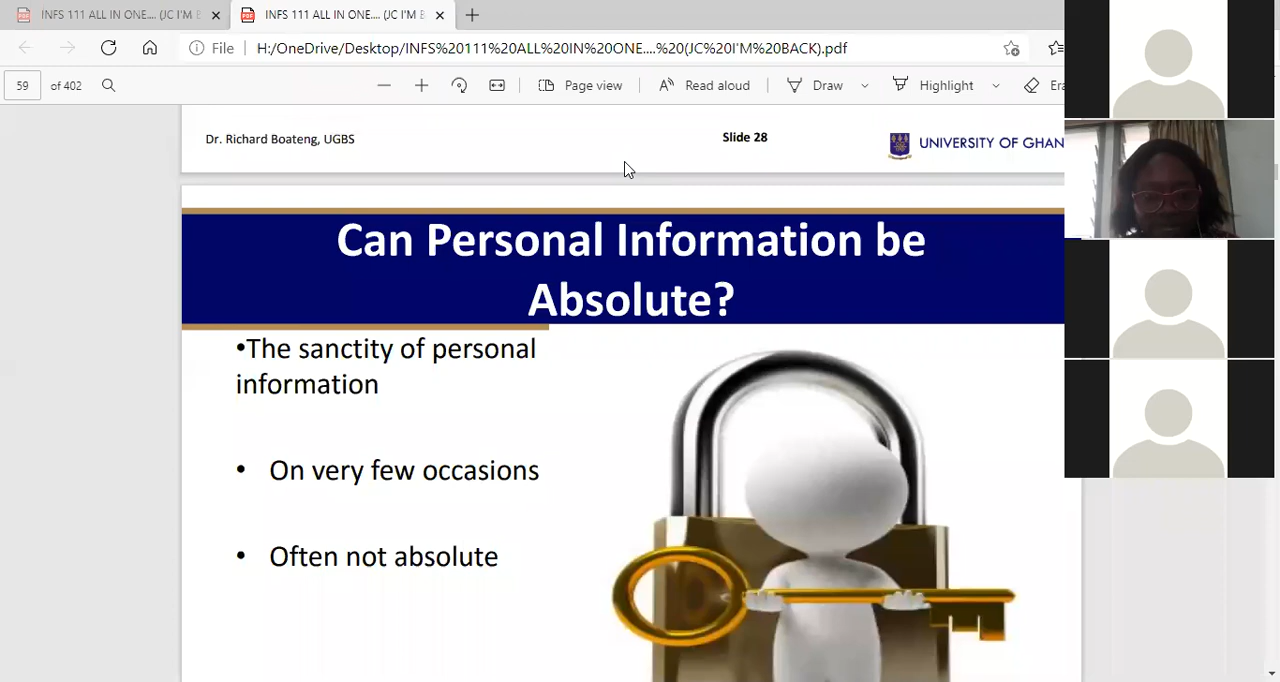 INFS 111 ALL IN ONE.... (JC I'M B
INFS 111 ALL IN ONE.... (JC I'M B
File
H:/OneDrive/Desktop/INFS%20111%20ALL%20IN%20ONE....%20(JC%20I'M%20BACK).pdf
59 of 402
Page view
Read aloud
Draw
Highlight
Era
Dr. Richard Boateng, UGBS
Slide 28
UNIVERSITY OF GHAN
Can Personal Information be
Absolute?
•The sanctity of personal
information
• On very few occasions
• Often not absolute